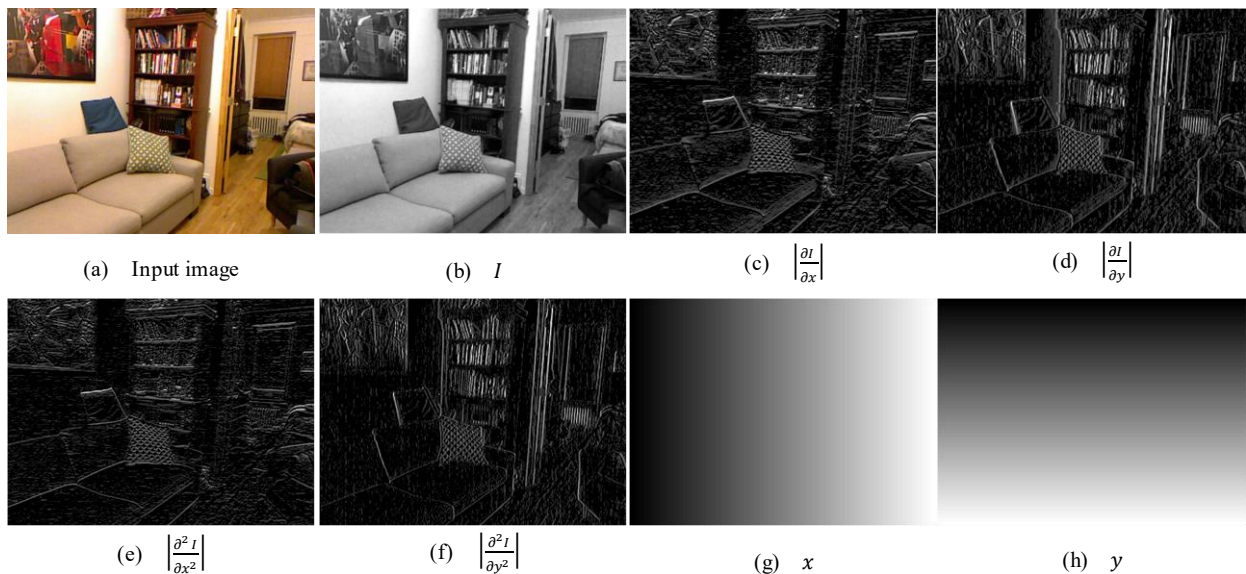 (a) Input image
(b) I
(c) |∂I/∂x|
(d) |∂I/∂y|
(e) |∂²I/∂x²|
(f) |∂²I/∂y²|
(g) x
(h) y